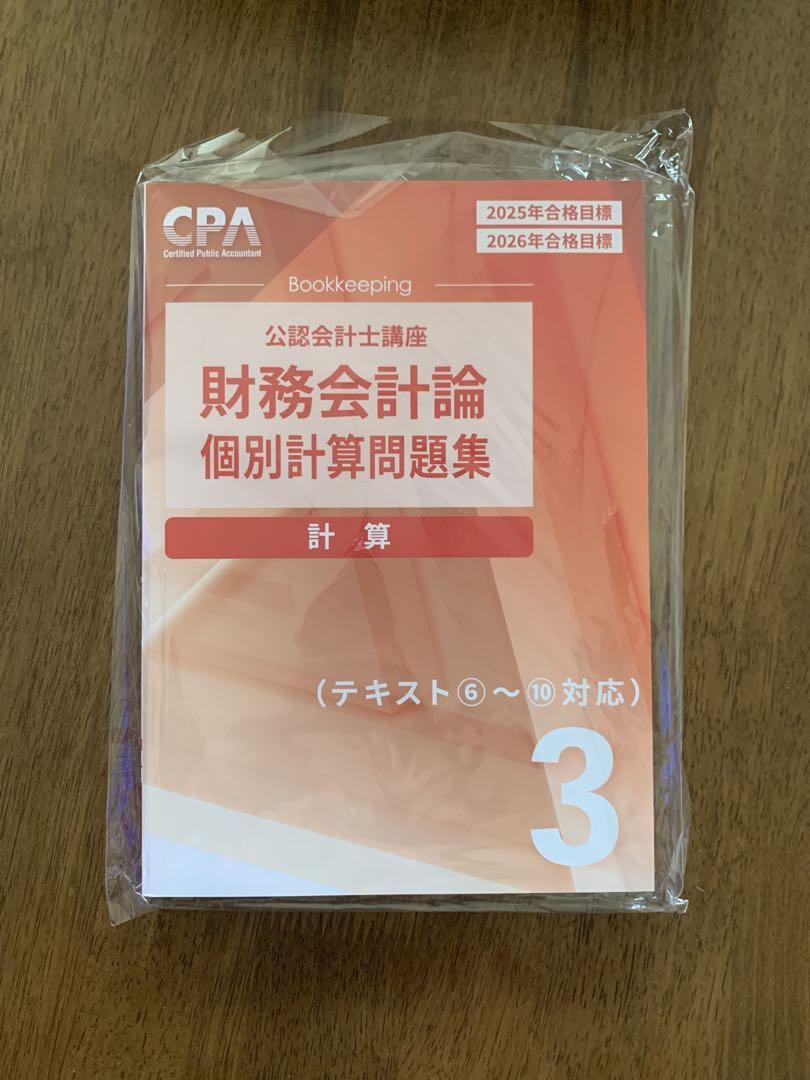 CPA
Certified Public Accountant
2025年合格目標
2026年合格目標
Bookkeeping
公認会計士講座
財務会計論
個別計算問題集
計算
（テキスト⑥～⑩対応）
3